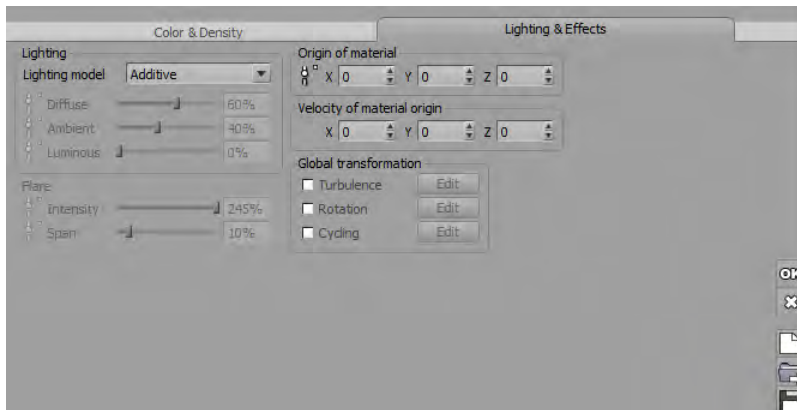 Color & Density
Lighting & Effects
Lighting
Lighting model Additive
Diffuse 60%
Ambient 40%
Luminous 0%
Flare
Intensity 245%
Span 10%
Origin of material
X 0 Y 0 Z 0
Velocity of material origin
X 0 Y 0 Z 0
Global transformation
Turbulence Edit
Rotation Edit
Cycling Edit
OK